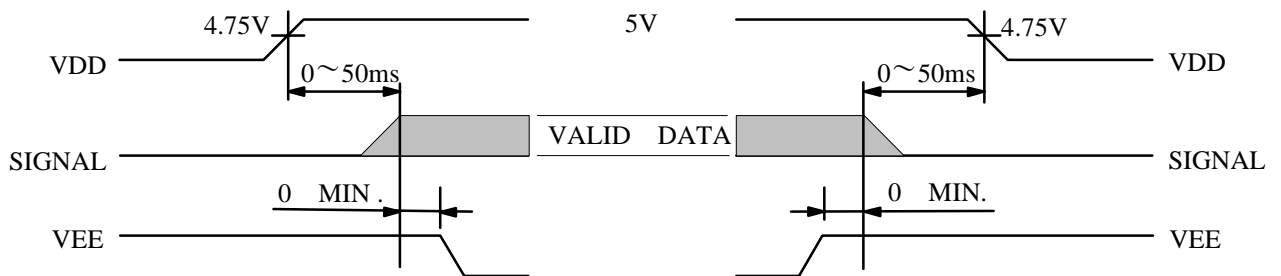 4.75V 5V 4.75V
VDD VDD
0～50ms 0～50ms
VALID DATA
SIGNAL SIGNAL
0 MIN . 0 MIN.
VEE VEE